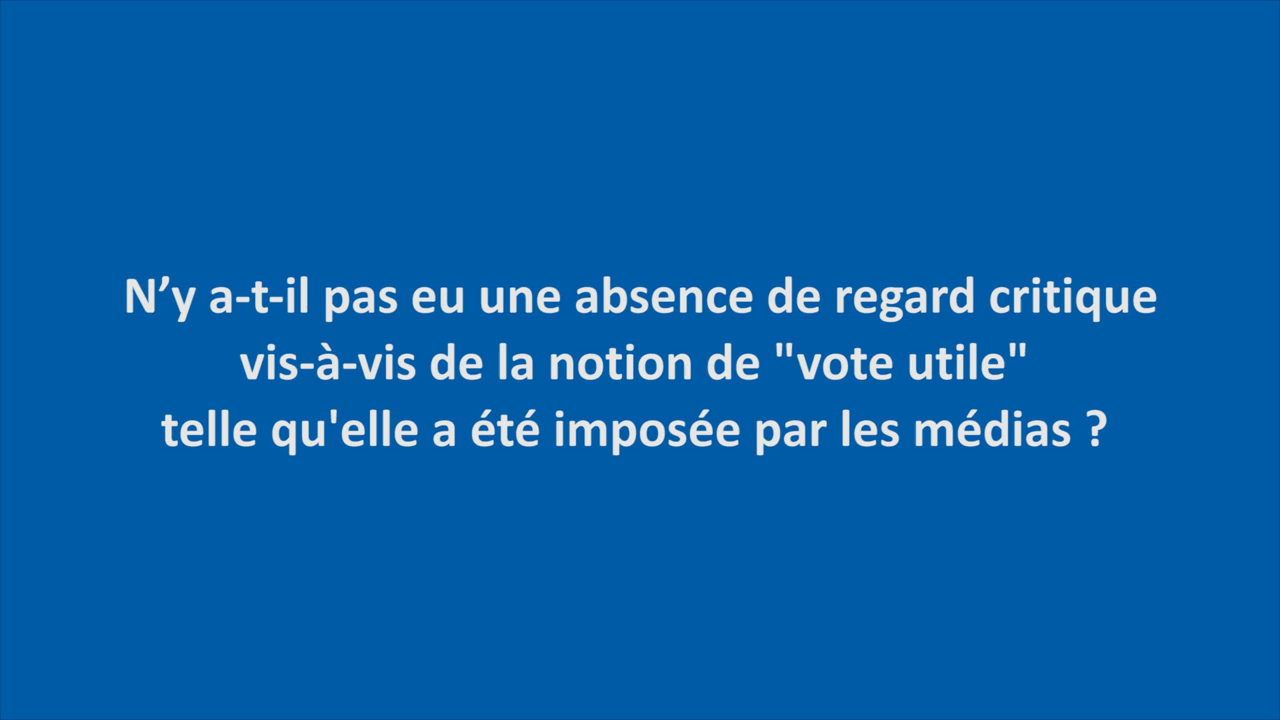 N’y a-t-il pas eu une absence de regard critique
vis-à-vis de la notion de "vote utile"
telle qu'elle a été imposée par les médias ?